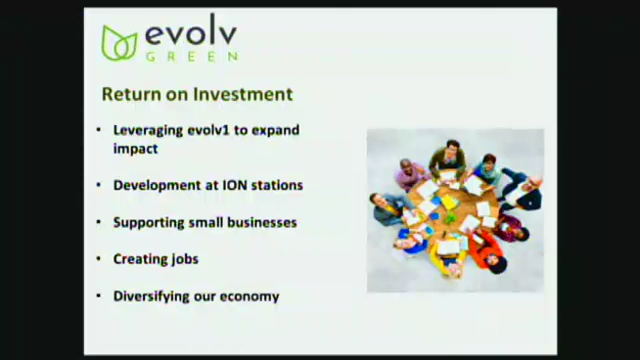 evolv
GREEN
Return on Investment
• Leveraging evolv1 to expand
impact
• Development at ION stations
• Supporting small businesses
• Creating jobs
• Diversifying our economy